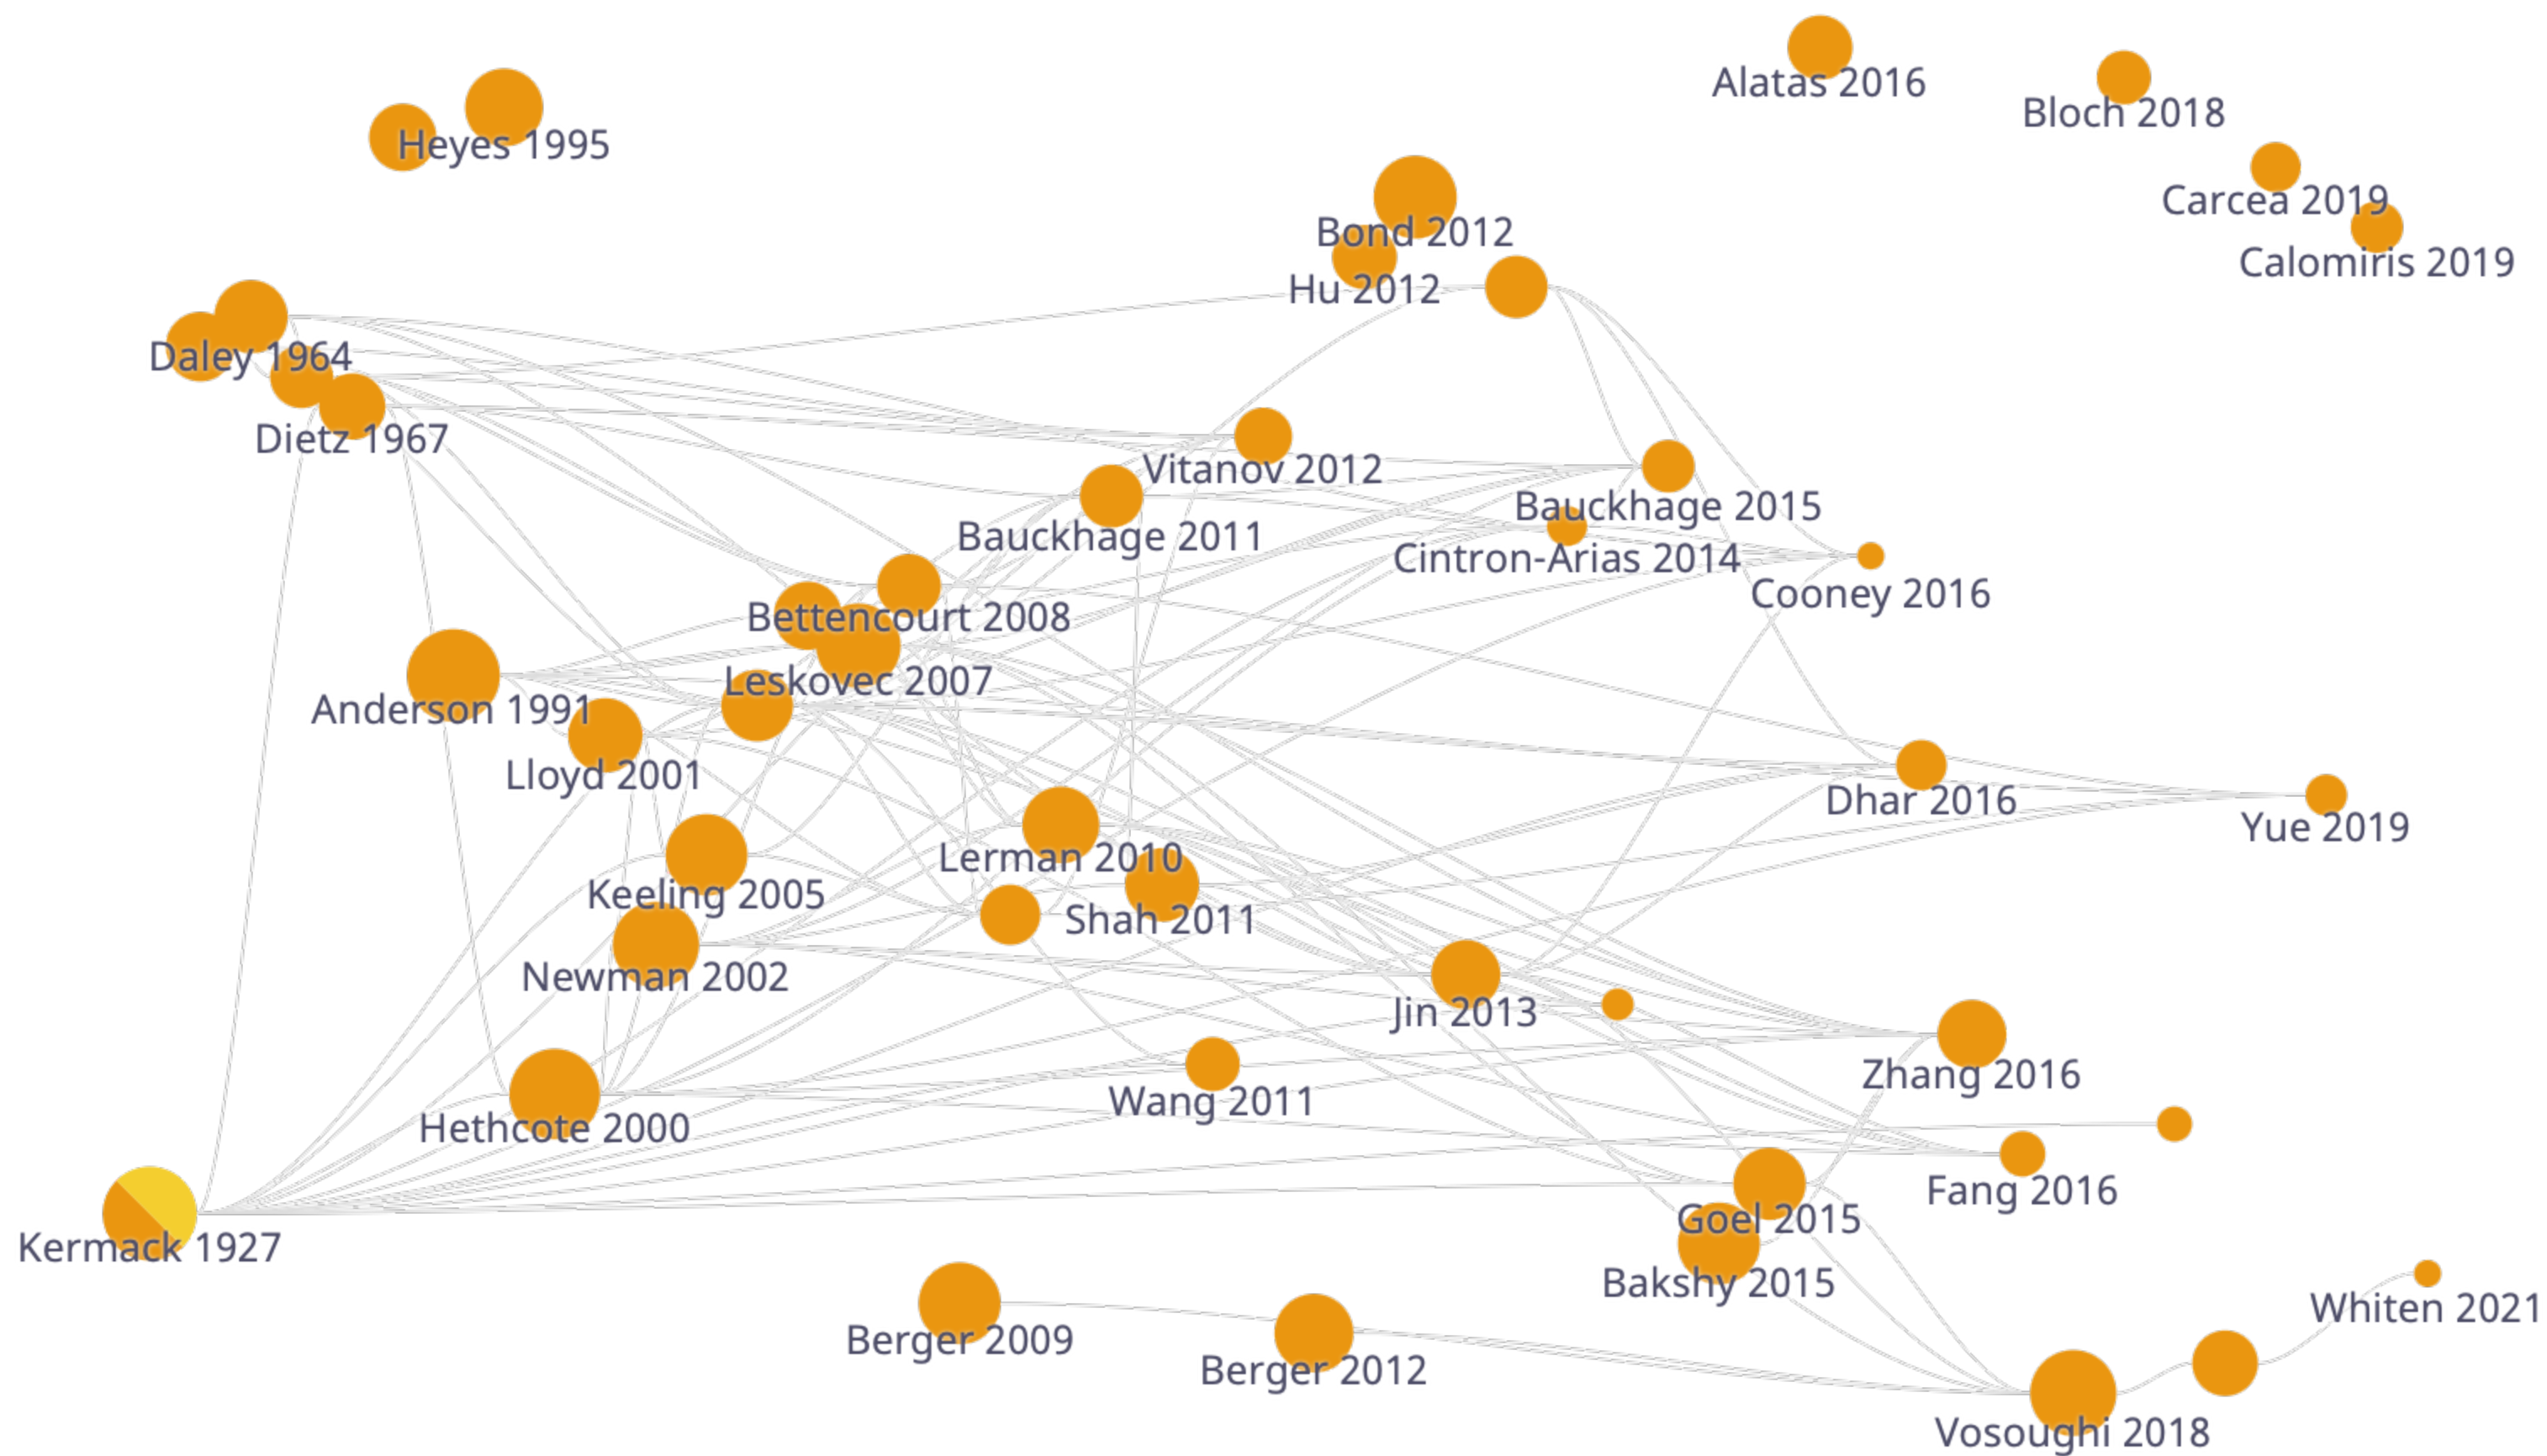 Alatas 2016
Bloch 2018
Heyes 1995
Carcea 2019
Bond 2012
Calomiris 2019
Hu 2012
Daley 1964
Dietz 1967
Vitanov 2012
Bauckhage 2015
Bauckhage 2011
Cintron-Arias 2014
Cooney 2016
Bettencourt 2008
Leskovec 2007
Anderson 1991
Lloyd 2001
Dhar 2016
Yue 2019
Lerman 2010
Keeling 2005
Shah 2011
Newman 2002
Jin 2013
Zhang 2016
Wang 2011
Hethcote 2000
Fang 2016
Goel 2015
Kermack 1927
Bakshy 2015
Whiten 2021
Berger 2009
Berger 2012
Vosoughi 2018